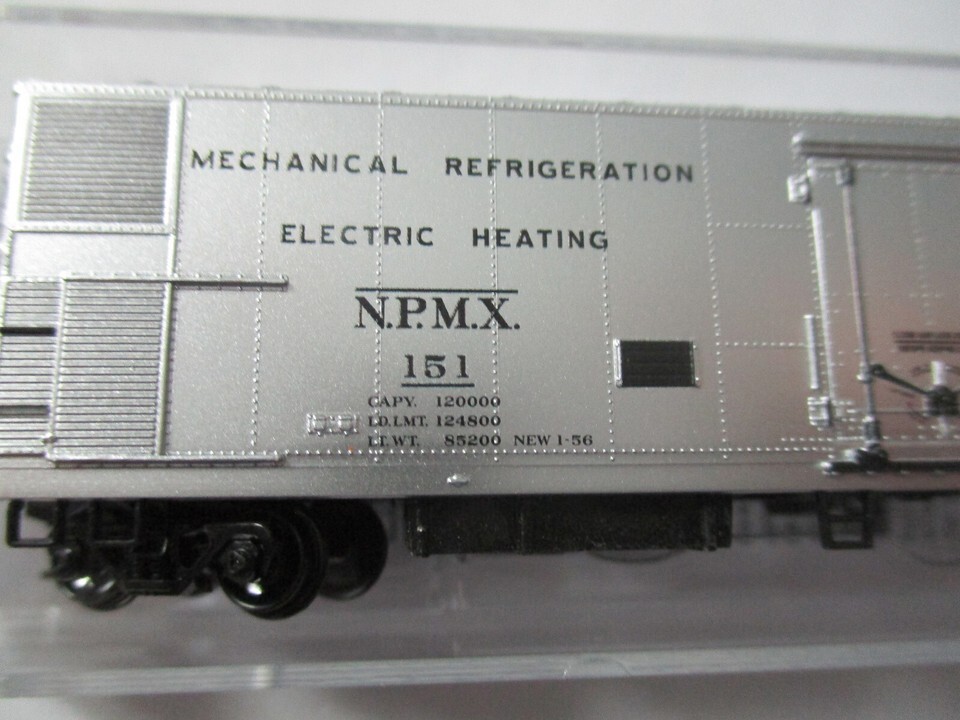 MECHANICAL REFRIGERATION
ELECTRIC HEATING
N.P.M.X.
151
CAPY. 120000
LD.LMT. 124800
LT.WT. 85200 NEW 1-56